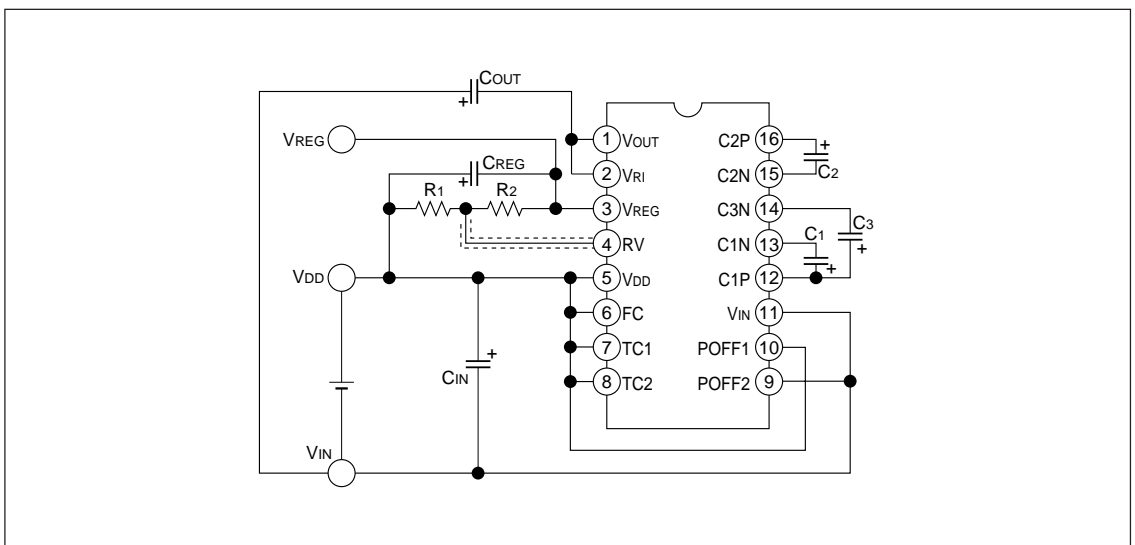 COUT
+
VREG
CREG
+
R1 R2
VDD
CIN
+
VIN
1 VOUT
2 VRI
3 VREG
4 RV
5 VDD
6 FC
7 TC1
8 TC2
C2P 16
C2N 15
C3N 14
C1N 13
C1P 12
VIN 11
POFF1 10
POFF2 9
+
C2
C3
+
C1
+